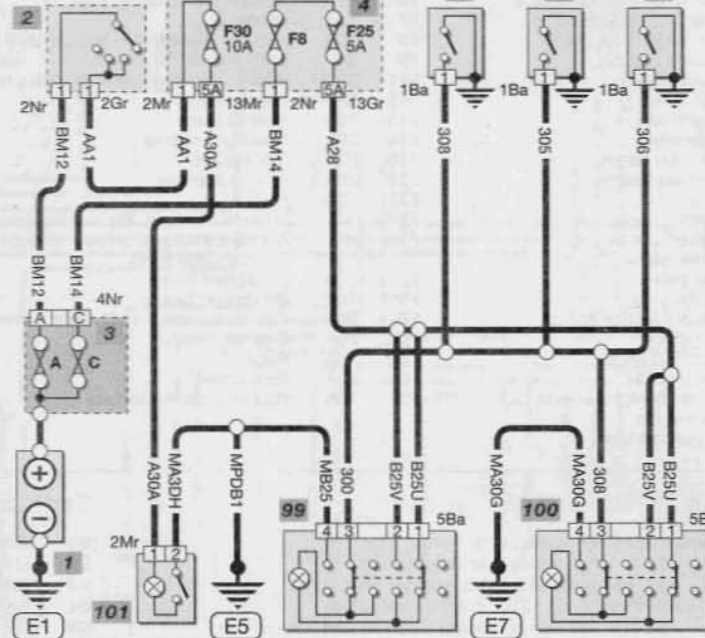 2
4
F30
10A
F8
F25
5A
1
1
1
5A
1
5A
1
1
1
2Nr
2Gr
2Mr
13Mr
2Nr
13Gr
1Ba
1Ba
1Ba
BM12
AA1
AA1
A30A
BM14
A28
308
305
306
BM12
BM14
4Nr
A
C
3
A
C
A30A
MA3DH
MPDB1
MB25
300
B25V
B25U
MA30G
MA30G
308
B25V
B25U
99
5Ba
100
2Mr
1
2
4
3
2
1
4
3
2
1
1
101
E1
E5
E7